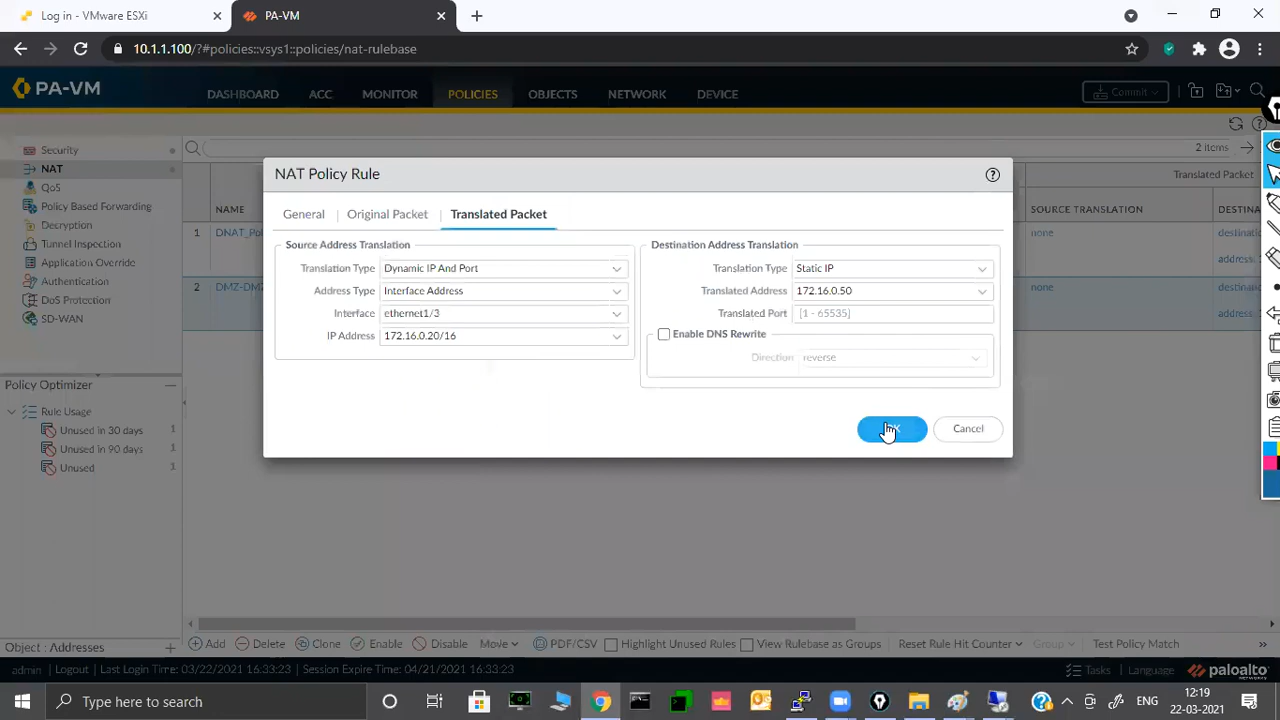 Log in - VMware ESXi
PA-VM
10.1.1.100/?#policies::vsys1::policies/nat-rulebase
PA-VM
DASHBOARD ACC MONITOR POLICIES OBJECTS NETWORK DEVICE
Commit
Security
NAT
QoS
Policy Based Forwarding
Decryption
Tunnel Inspection
Application Override
Authentication
DoS Protection
SD-WAN
2 items
Translated Packet
NAME
SOURCE TRANSLATION
1
none
2
none
NAT Policy Rule
General
Original Packet
Translated Packet
Source Address Translation
Translation Type Dynamic IP And Port
Address Type Interface Address
Interface ethernet1/3
IP Address 172.16.0.20/16
Destination Address Translation
Translation Type Static IP
Translated Address 172.16.0.50
Translated Port [1 - 65535]
Enable DNS Rewrite
Direction reverse
Cancel
Policy Optimizer
Rule Usage
Unused in 30 days 1
Unused in 90 days 1
Unused 1
Object : Addresses
Add Delete Clone Enable Disable Move PDF/CSV Highlight Unused Rules View Rulebase as Groups Reset Rule Hit Counter Group Test Policy Match
admin | Logout | Last Login Time: 03/22/2021 16:33:23 | Session Expire Time: 04/21/2021 16:33:23
Tasks | Language
paloalto
Type here to search
ENG
12:19
22-03-2021